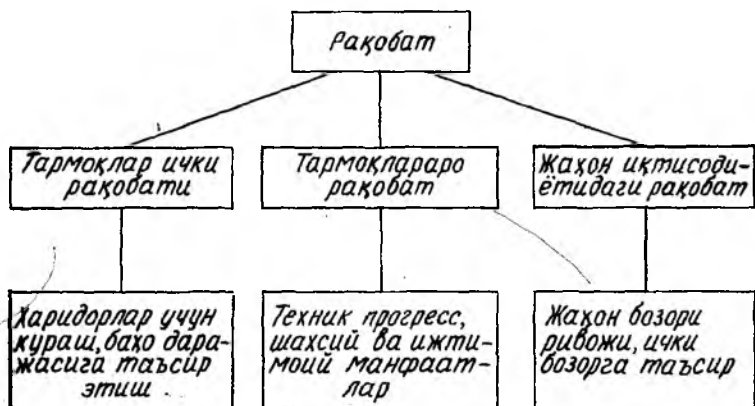 Рақобат
Тармоқлар ички
рақобати
Тармоқлараро
рақобат
Жаҳон иқтисоди-
ётидаги рақобат
Харидорлар учун
кураш, баҳо дара-
жасига таъсир
этиш
Техник прогресс,
шахсий ва ижти-
моий манфаат-
лар
Жаҳон бозори
ривожи, ички
бозорга таъсир